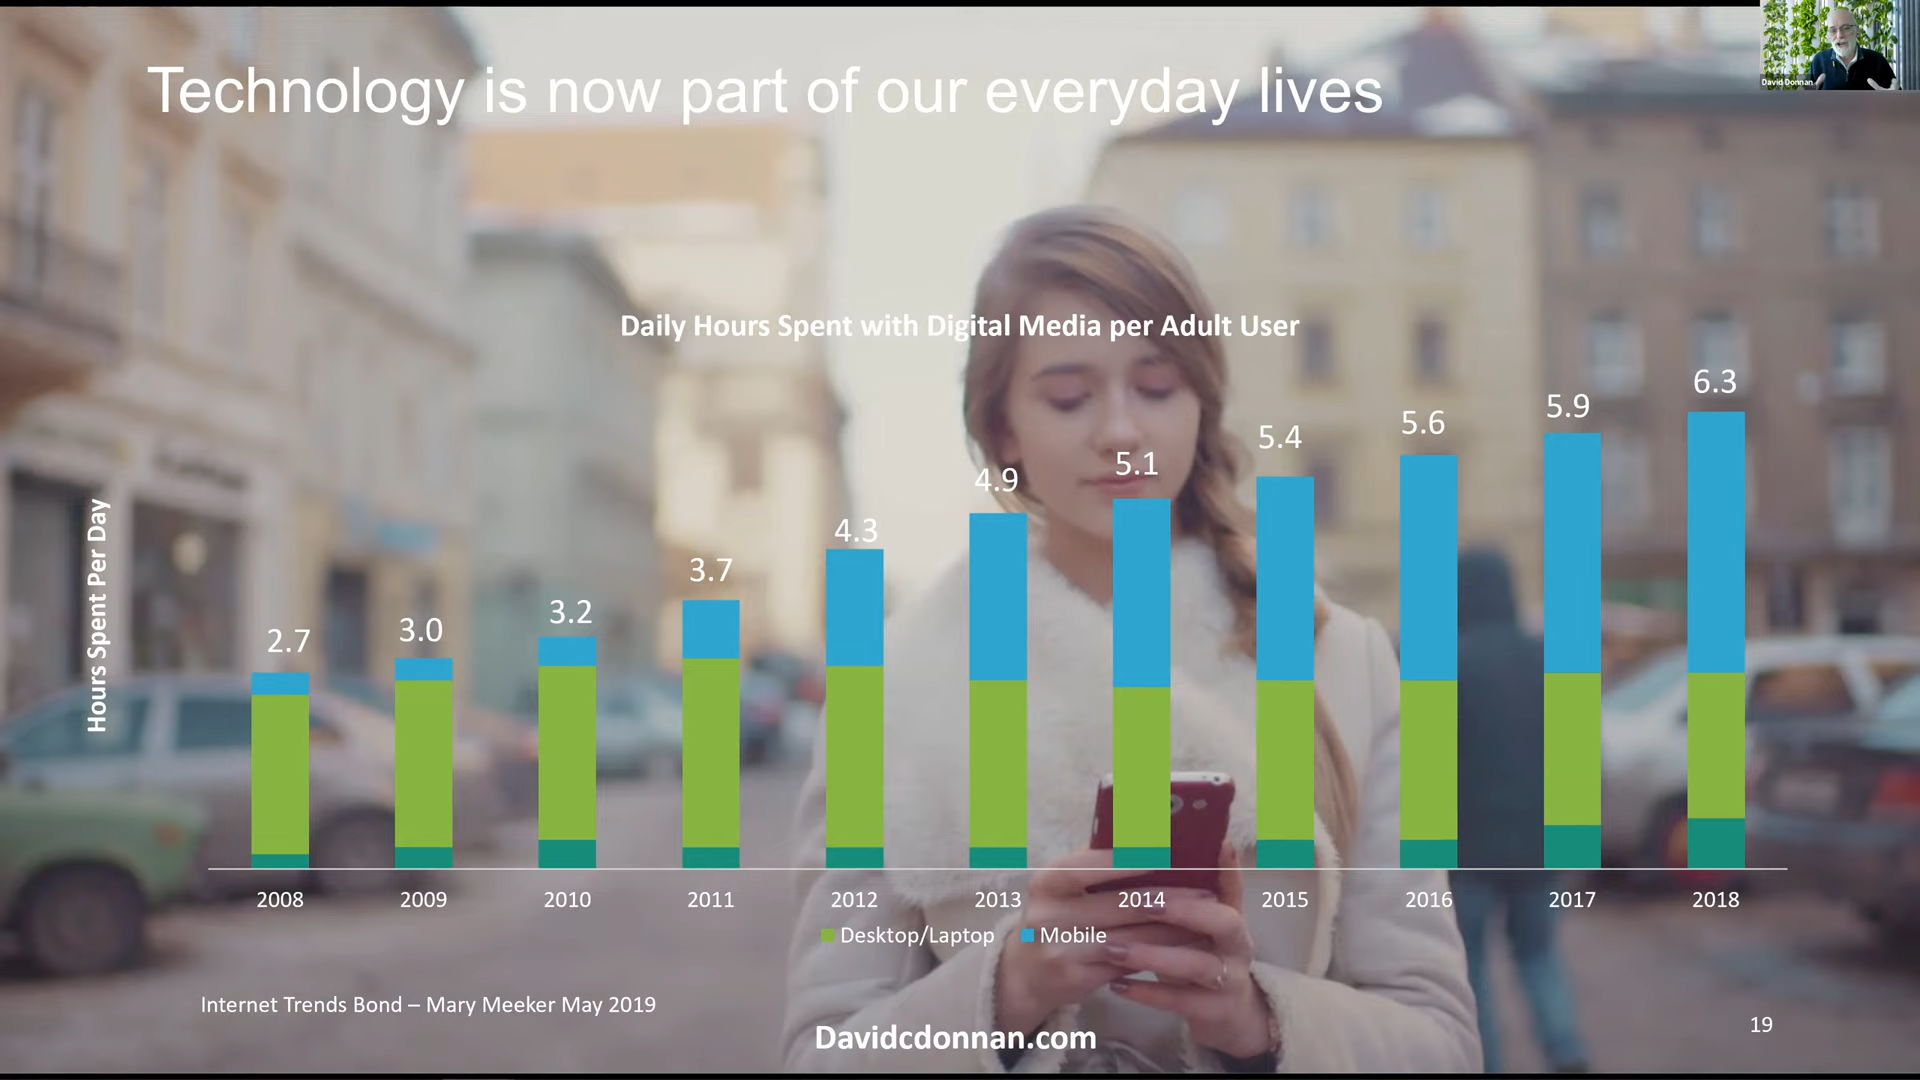 David Donnan
Technology is now part of our everyday lives
Daily Hours Spent with Digital Media per Adult User
Hours Spent Per Day
2.7
3.0
3.2
3.7
4.3
4.9
5.1
5.4
5.6
5.9
6.3
2008 2009 2010 2011 2012 2013 2014 2015 2016 2017 2018
Desktop/Laptop Mobile
Internet Trends Bond – Mary Meeker May 2019
Davidcdonnan.com
19